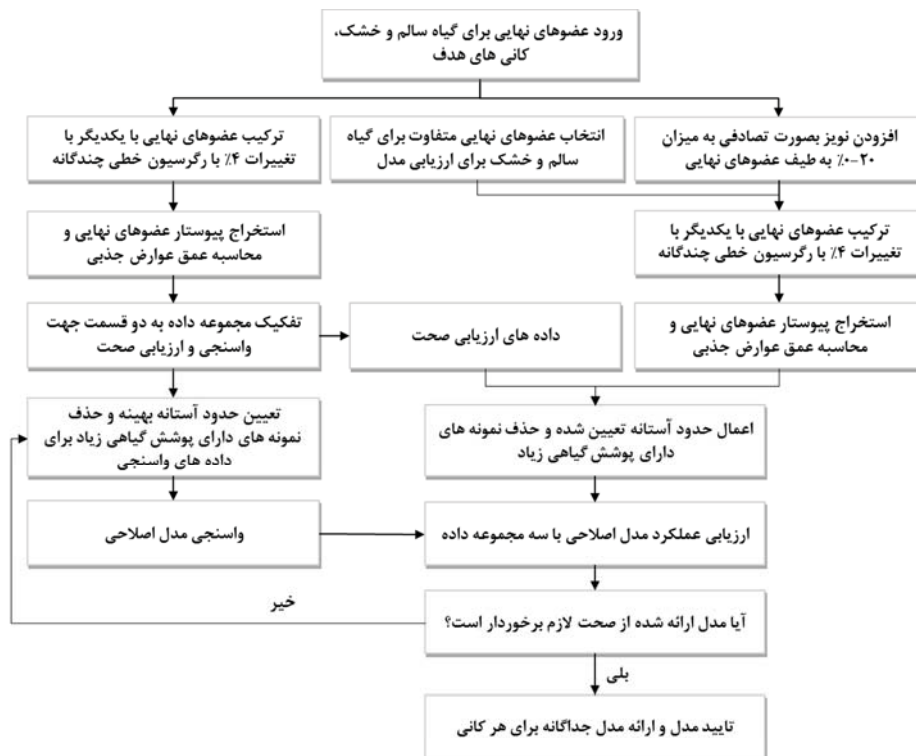 ورود عضوهای نهایی برای گیاه سالم و خشک،
کانی های هدف
افزودن نویز بصورت تصادفی به میزان
۲۰-۰% به طیف عضوهای نهایی
انتخاب عضوهای نهایی متفاوت برای گیاه
سالم و خشک برای ارزیابی مدل
ترکیب عضوهای نهایی با یکدیگر با
تغییرات ۴% با رگرسیون خطی چندگانه
ترکیب عضوهای نهایی با یکدیگر با
تغییرات ۴% با رگرسیون خطی چندگانه
استخراج پیوستار عضوهای نهایی و
محاسبه عمق عوارض جذبی
استخراج پیوستار عضوهای نهایی و
محاسبه عمق عوارض جذبی
داده های ارزیابی صحت
تفکیک مجموعه داده به دو قسمت جهت
واسنجی و ارزیابی صحت
اعمال حدود آستانه تعیین شده و حذف نمونه های
دارای پوشش گیاهی زیاد
تعیین حدود آستانه بهینه و حذف
نمونه های دارای پوشش گیاهی زیاد برای
داده های واسنجی
ارزیابی عملکرد مدل اصلاحی با سه مجموعه داده
واسنجی مدل اصلاحی
خیر
آیا مدل ارائه شده از صحت لازم برخوردار است؟
بلی
تایید مدل و ارائه مدل جداگانه برای هر کانی